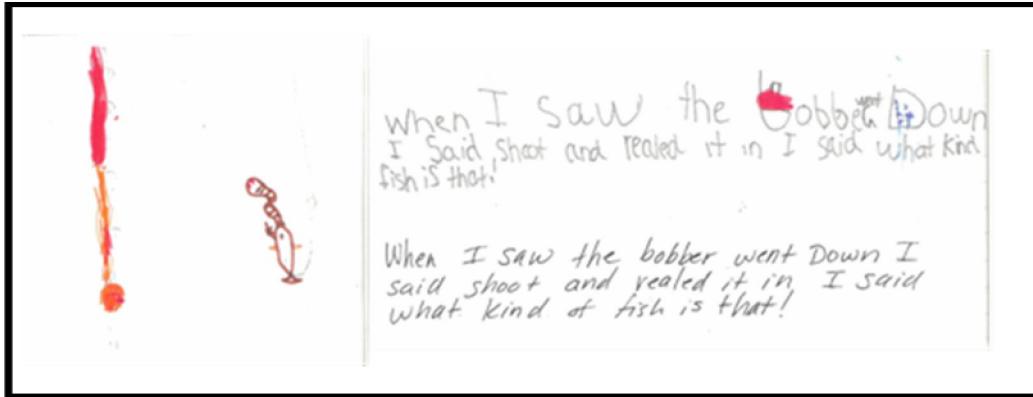 when I saw the bobber went Down
I Said shoot and realed it in I said what kind
fish is that!
When I saw the bobber went Down I
said shoot and realed it in I said
what kind of fish is that!